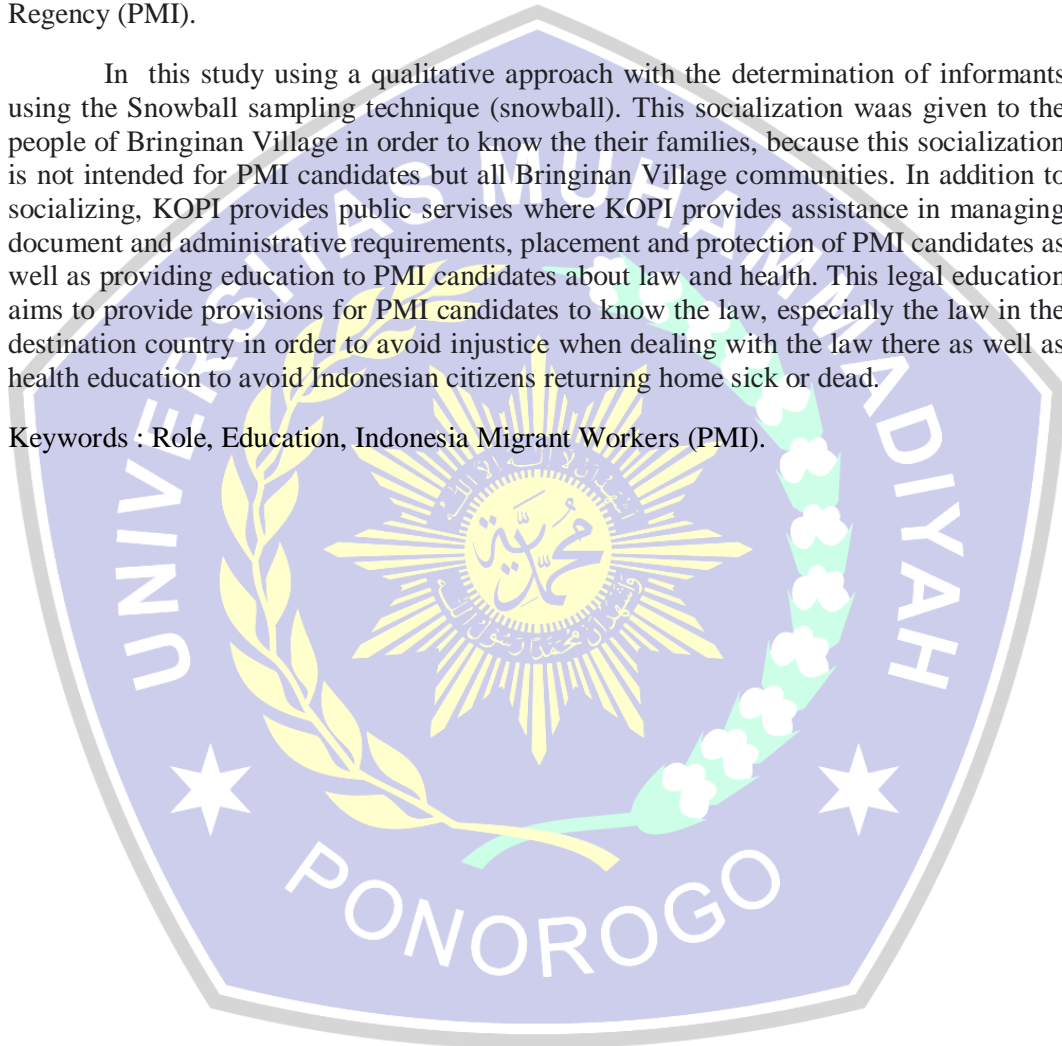 Regency (PMI).
In this study using a qualitative approach with the determination of informants
using the Snowball sampling technique (snowball). This socialization waas given to the
people of Bringinan Village in order to know the their families, because this socialization
is not intended for PMI candidates but all Bringinan Village communities. In addition to
socializing, KOPI provides public servises where KOPI provides assistance in managing
document and administrative requirements, placement and protection of PMI candidates as
well as providing education to PMI candidates about law and health. This legal education
aims to provide provisions for PMI candidates to know the law, especially the law in the
destination country in order to avoid injustice when dealing with the law there as well as
health education to avoid Indonesian citizens returning home sick or dead.
Keywords : Role, Education, Indonesia Migrant Workers (PMI).
UNIVERSITAS MUHAMMADIYAH
محمدية
PONOROGO